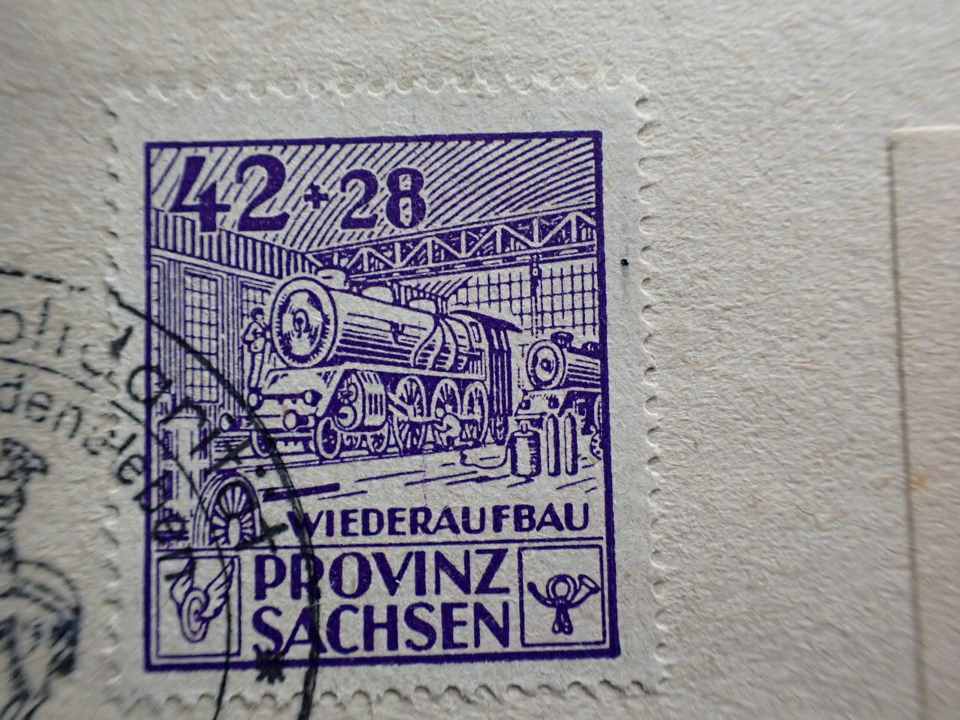 42 + 28
WIEDERAUFBAU
PROVINZ
SACHSEN